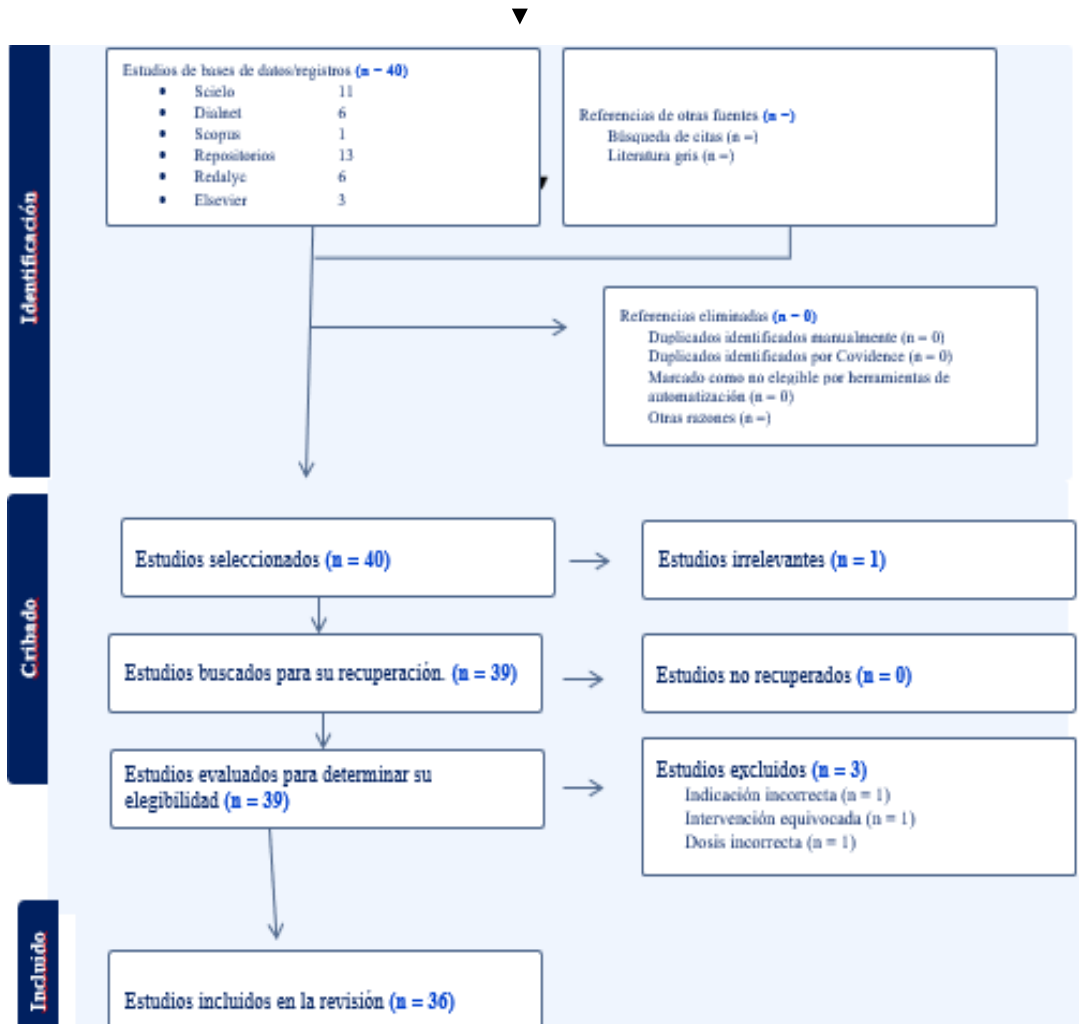 Identificación
Estudios de bases de datos/registros (n = 40)
• Scielo 11
• Dialnet 6
• Scopus 1
• Repositorios 13
• Redalyc 6
• Elsevier 3
Referencias de otras fuentes (n =)
Búsqueda de citas (n =)
Literatura gris (n =)
Referencias eliminadas (n = 0)
Duplicados identificados manualmente (n = 0)
Duplicados identificados por Covidence (n = 0)
Marcado como no elegible por herramientas de
automatización (n = 0)
Otras razones (n =)
Cribado
Estudios seleccionados (n = 40)
Estudios irrelevantes (n = 1)
Estudios buscados para su recuperación. (n = 39)
Estudios no recuperados (n = 0)
Estudios evaluados para determinar su
elegibilidad (n = 39)
Estudios excluidos (n = 3)
Indicación incorrecta (n = 1)
Intervención equivocada (n = 1)
Dosis incorrecta (n = 1)
Incluido
Estudios incluidos en la revisión (n = 36)